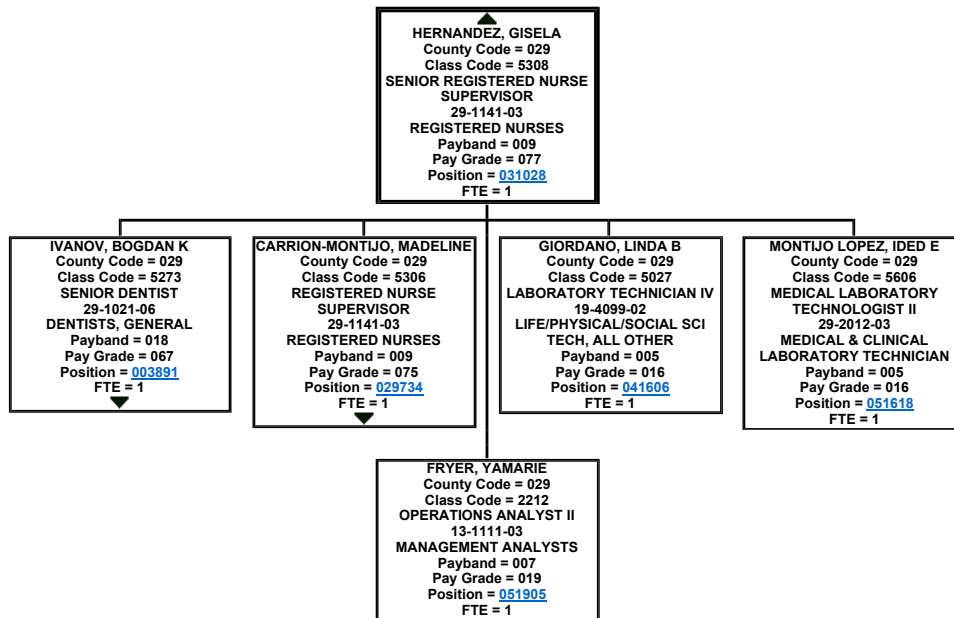 HERNANDEZ, GISELA
County Code = 029
Class Code = 5308
SENIOR REGISTERED NURSE
SUPERVISOR
29-1141-03
REGISTERED NURSES
Payband = 009
Pay Grade = 077
Position = 031028
FTE = 1
IVANOV, BOGDAN K
County Code = 029
Class Code = 5273
SENIOR DENTIST
29-1021-06
DENTISTS, GENERAL
Payband = 018
Pay Grade = 067
Position = 003891
FTE = 1
CARRION-MONTIJO, MADELINE
County Code = 029
Class Code = 5306
REGISTERED NURSE
SUPERVISOR
29-1141-03
REGISTERED NURSES
Payband = 009
Pay Grade = 075
Position = 029734
FTE = 1
GIORDANO, LINDA B
County Code = 029
Class Code = 5027
LABORATORY TECHNICIAN IV
19-4099-02
LIFE/PHYSICAL/SOCIAL SCI
TECH, ALL OTHER
Payband = 005
Pay Grade = 016
Position = 041606
FTE = 1
MONTIJO LOPEZ, IDED E
County Code = 029
Class Code = 5606
MEDICAL LABORATORY
TECHNOLOGIST II
29-2012-03
MEDICAL & CLINICAL
LABORATORY TECHNICIAN
Payband = 005
Pay Grade = 016
Position = 051618
FTE = 1
FRYER, YAMARIE
County Code = 029
Class Code = 2212
OPERATIONS ANALYST II
13-1111-03
MANAGEMENT ANALYSTS
Payband = 007
Pay Grade = 019
Position = 051905
FTE = 1